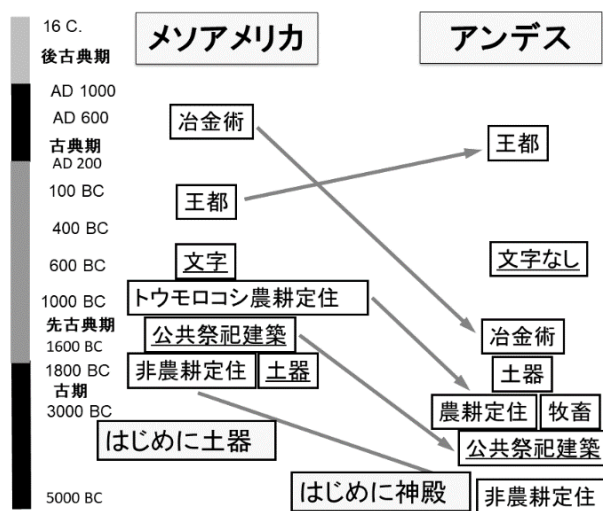 メソアメリカ
アンデス
16 C.
後古典期
AD 1000
AD 600
古典期
AD 200
100 BC
400 BC
600 BC
1000 BC
先古典期
1600 BC
1800 BC
古期
3000 BC
5000 BC
冶金術
王都
文字
トウモロコシ農耕定住
公共祭祀建築
非農耕定住
土器
はじめに土器
王都
文字なし
冶金術
土器
農耕定住
牧畜
公共祭祀建築
はじめに神殿
非農耕定住